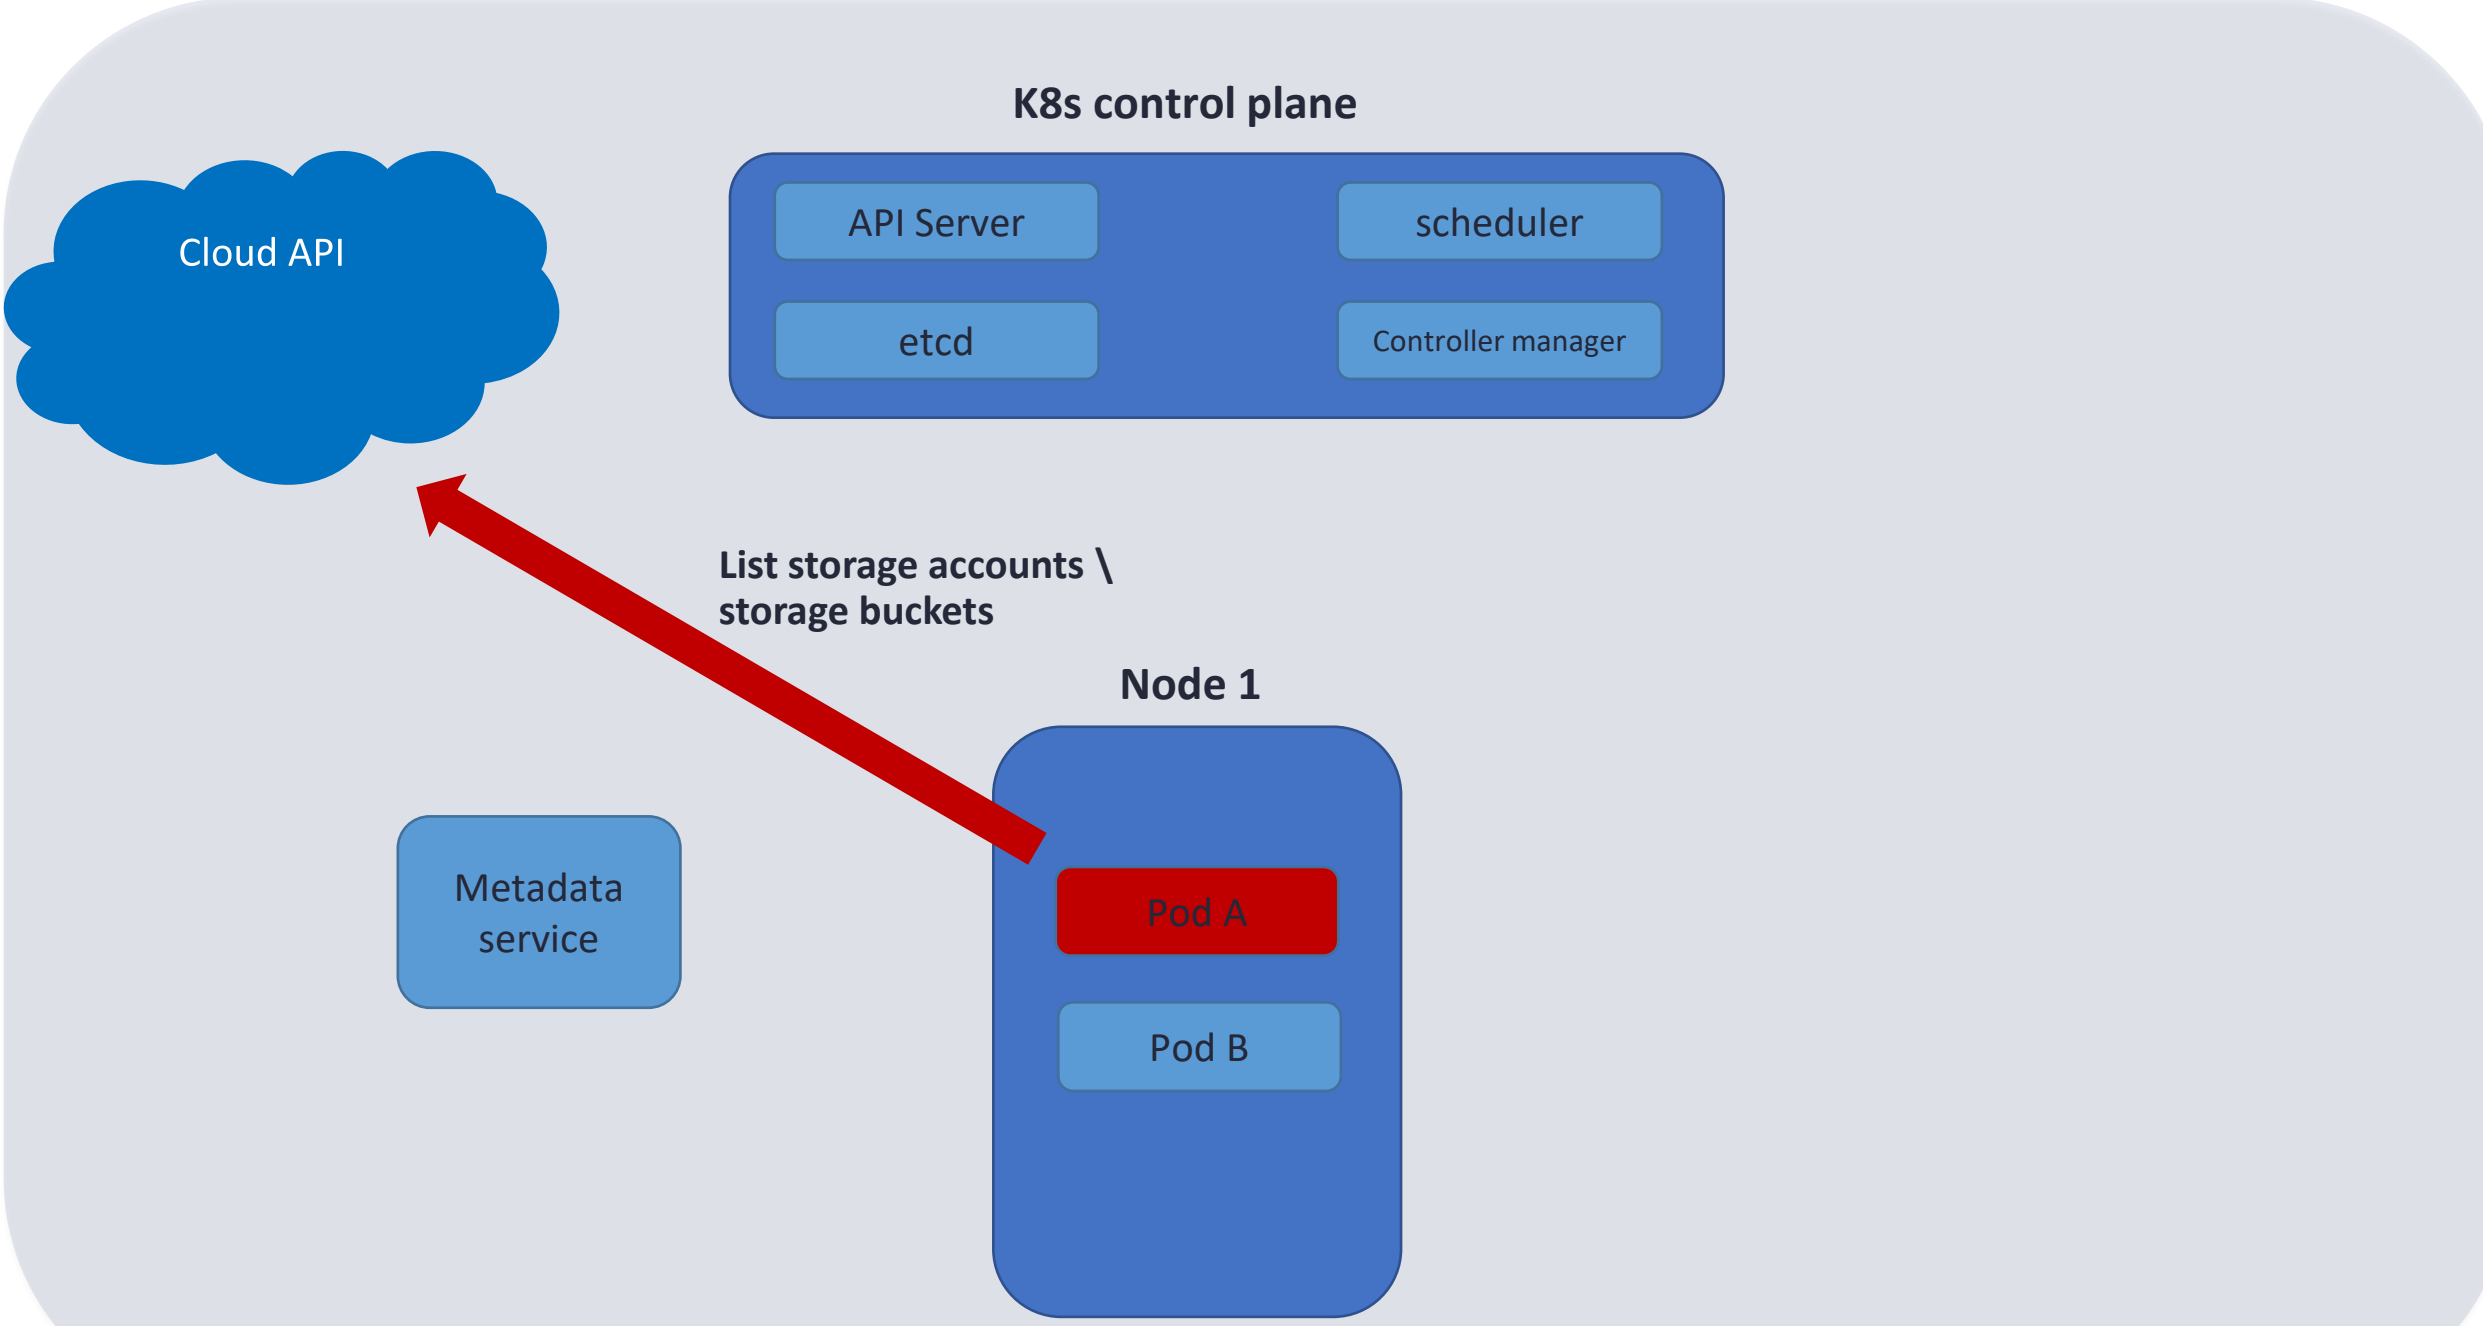 K8s control plane
Cloud API
API Server
scheduler
etcd
Controller manager
List storage accounts \
storage buckets
Node 1
Metadata
service
Pod A
Pod B